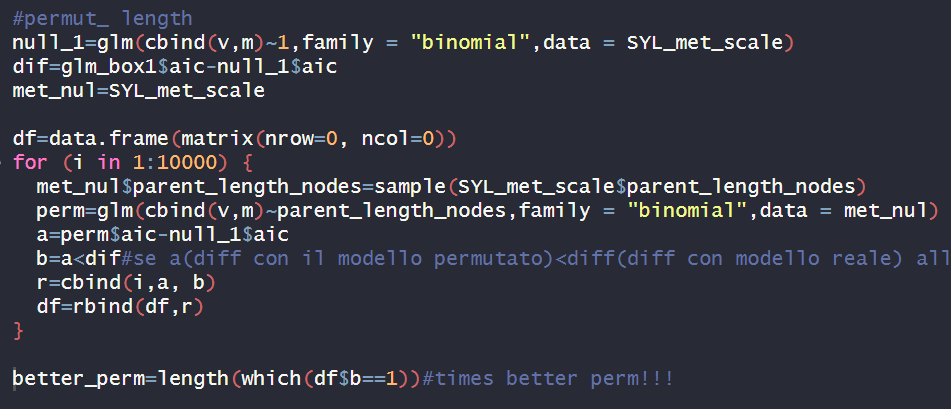 #permut_ length
null_1=glm(cbind(v,m)~1,family = "binomial",data = SYL_met_scale)
dif=glm_box1$aic-null_1$aic
met_nul=SYL_met_scale
df=data.frame(matrix(nrow=0, ncol=0))
for (i in 1:10000) {
met_nul$parent_length_nodes=sample(SYL_met_scale$parent_length_nodes)
perm=glm(cbind(v,m)~parent_length_nodes,family = "binomial",data = met_nul)
a=perm$aic-null_1$aic
b=a<dif#se a(diff con il modello permutato)<diff(diff con modello reale) all
r=cbind(i,a, b)
df=rbind(df,r)
}
better_perm=length(which(df$b==1))#times better perm!!!